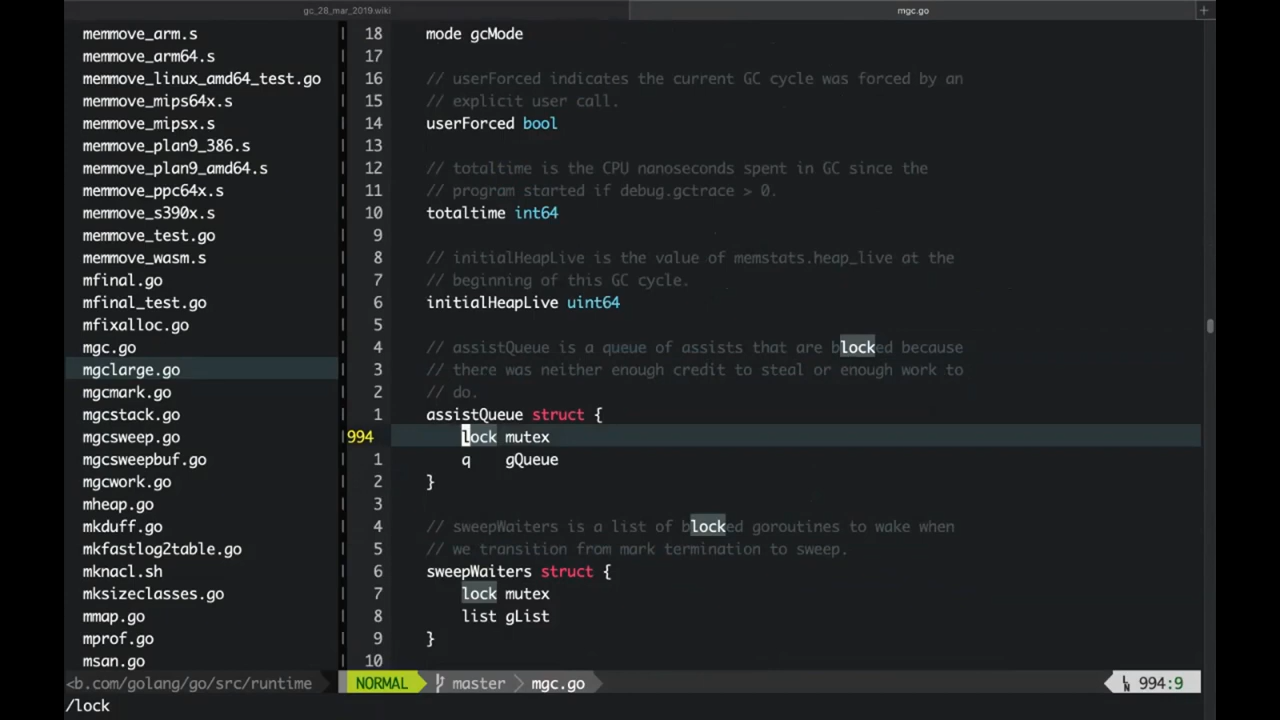 gc_28_mar_2019.wiki
mgc.go
+
memmove_arm.s
memmove_arm64.s
memmove_linux_amd64_test.go
memmove_mips64x.s
memmove_mipsx.s
memmove_plan9_386.s
memmove_plan9_amd64.s
memmove_ppc64x.s
memmove_s390x.s
memmove_test.go
memmove_wasm.s
mfinal.go
mfinal_test.go
mfixalloc.go
mgc.go
mgclarge.go
mgcmark.go
mgcstack.go
mgcsweep.go
mgcsweepbuf.go
mgcwork.go
mheap.go
mkduff.go
mkfastlog2table.go
mknacl.sh
mksizeclasses.go
mmap.go
mprof.go
msan.go
18 mode gcMode
17
16 // userForced indicates the current GC cycle was forced by an
15 // explicit user call.
14 userForced bool
13
12 // totaltime is the CPU nanoseconds spent in GC since the
11 // program started if debug.gctrace > 0.
10 totaltime int64
9
8 // initialHeapLive is the value of memstats.heap_live at the
7 // beginning of this GC cycle.
6 initialHeapLive uint64
5
4 // assistQueue is a queue of assists that are blocked because
3 // there was neither enough credit to steal or enough work to
2 // do.
1 assistQueue struct {
994 lock mutex
1 q gQueue
2 }
3
4 // sweepWaiters is a list of blocked goroutines to wake when
5 // we transition from mark termination to sweep.
6 sweepWaiters struct {
7 lock mutex
8 list gList
9 }
10
<b.com/golang/go/src/runtime
NORMAL master mgc.go
LN 994:9
/lock